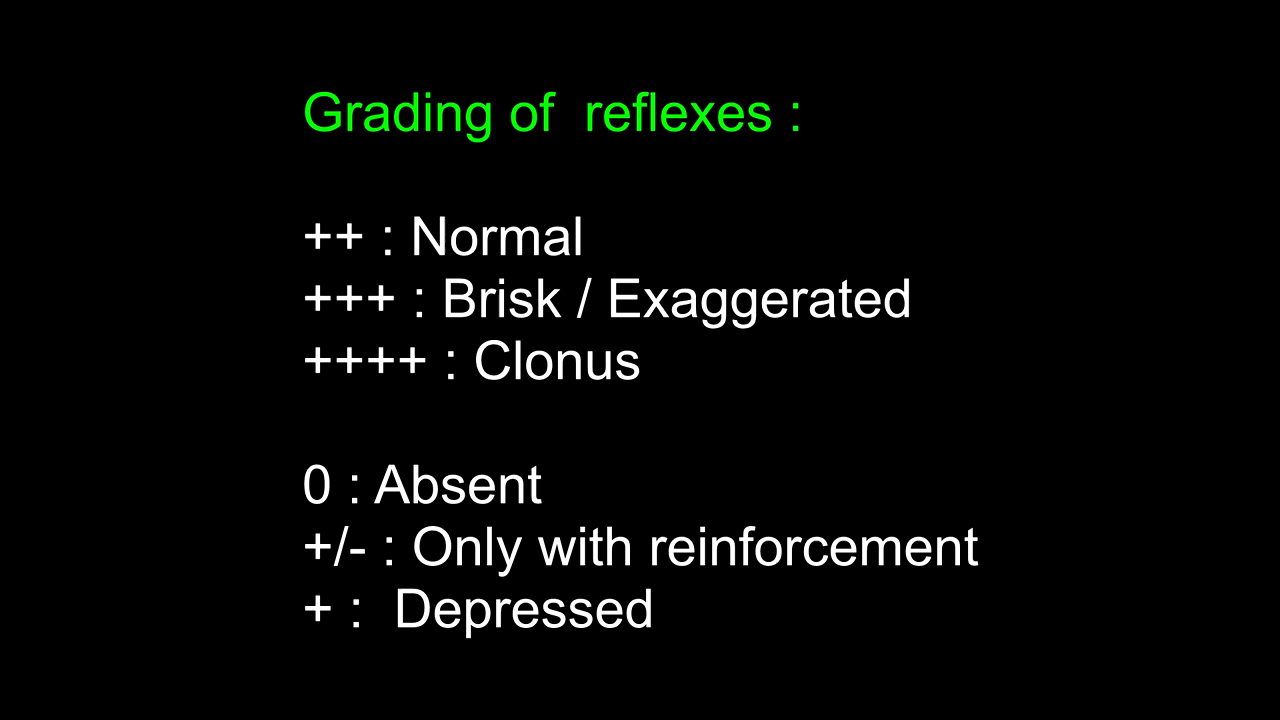 Grading of  reflexes :
++ : Normal
+++ : Brisk / Exaggerated
++++ : Clonus
0 : Absent
+/- : Only with reinforcement
+ :  Depressed